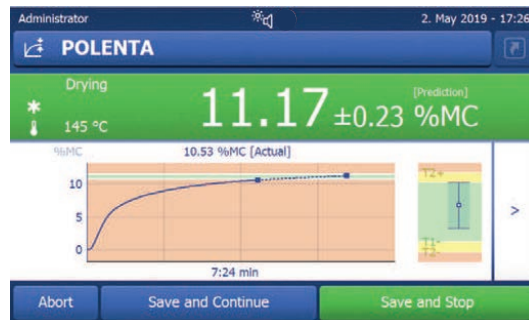 Administrator
2. May 2019 - 17:26
POLENTA
Drying
145 °C
[Prediction]
11.17 ±0.23 %MC
%MC
10.53 %MC [Actual]
10
5
0
7:24 min
T2+
T1-
T2-
>
Abort
Save and Continue
Save and Stop